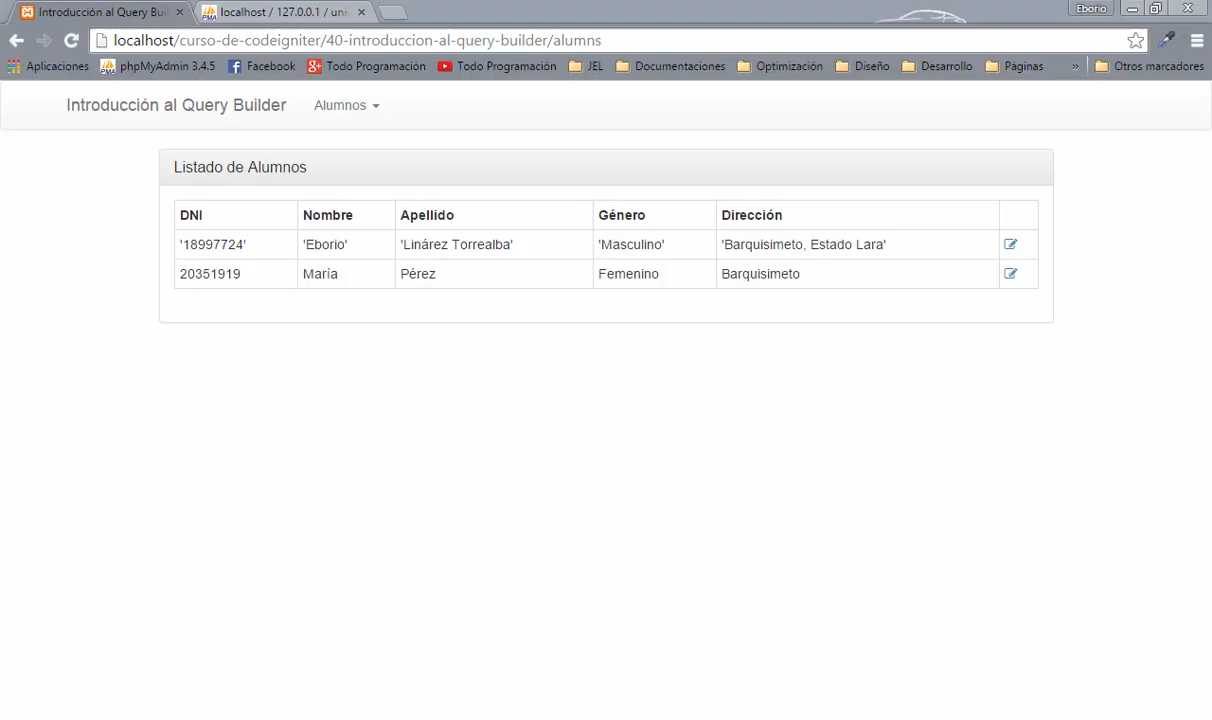 Introducción al Query Bui
localhost / 127.0.0.1 / uni
Eborio
localhost/curso-de-codeigniter/40-introduccion-al-query-builder/alumns
Aplicaciones phpMyAdmin 3.4.5 Facebook Todo Programación Todo Programación JEL Documentaciones Optimización Diseño Desarrollo Páginas » Otros marcadores
Introducción al Query Builder Alumnos
Listado de Alumnos
DNI Nombre Apellido Género Dirección
'18997724' 'Eborio' 'Linárez Torrealba' 'Masculino' 'Barquisimeto, Estado Lara'
20351919 María Pérez Femenino Barquisimeto